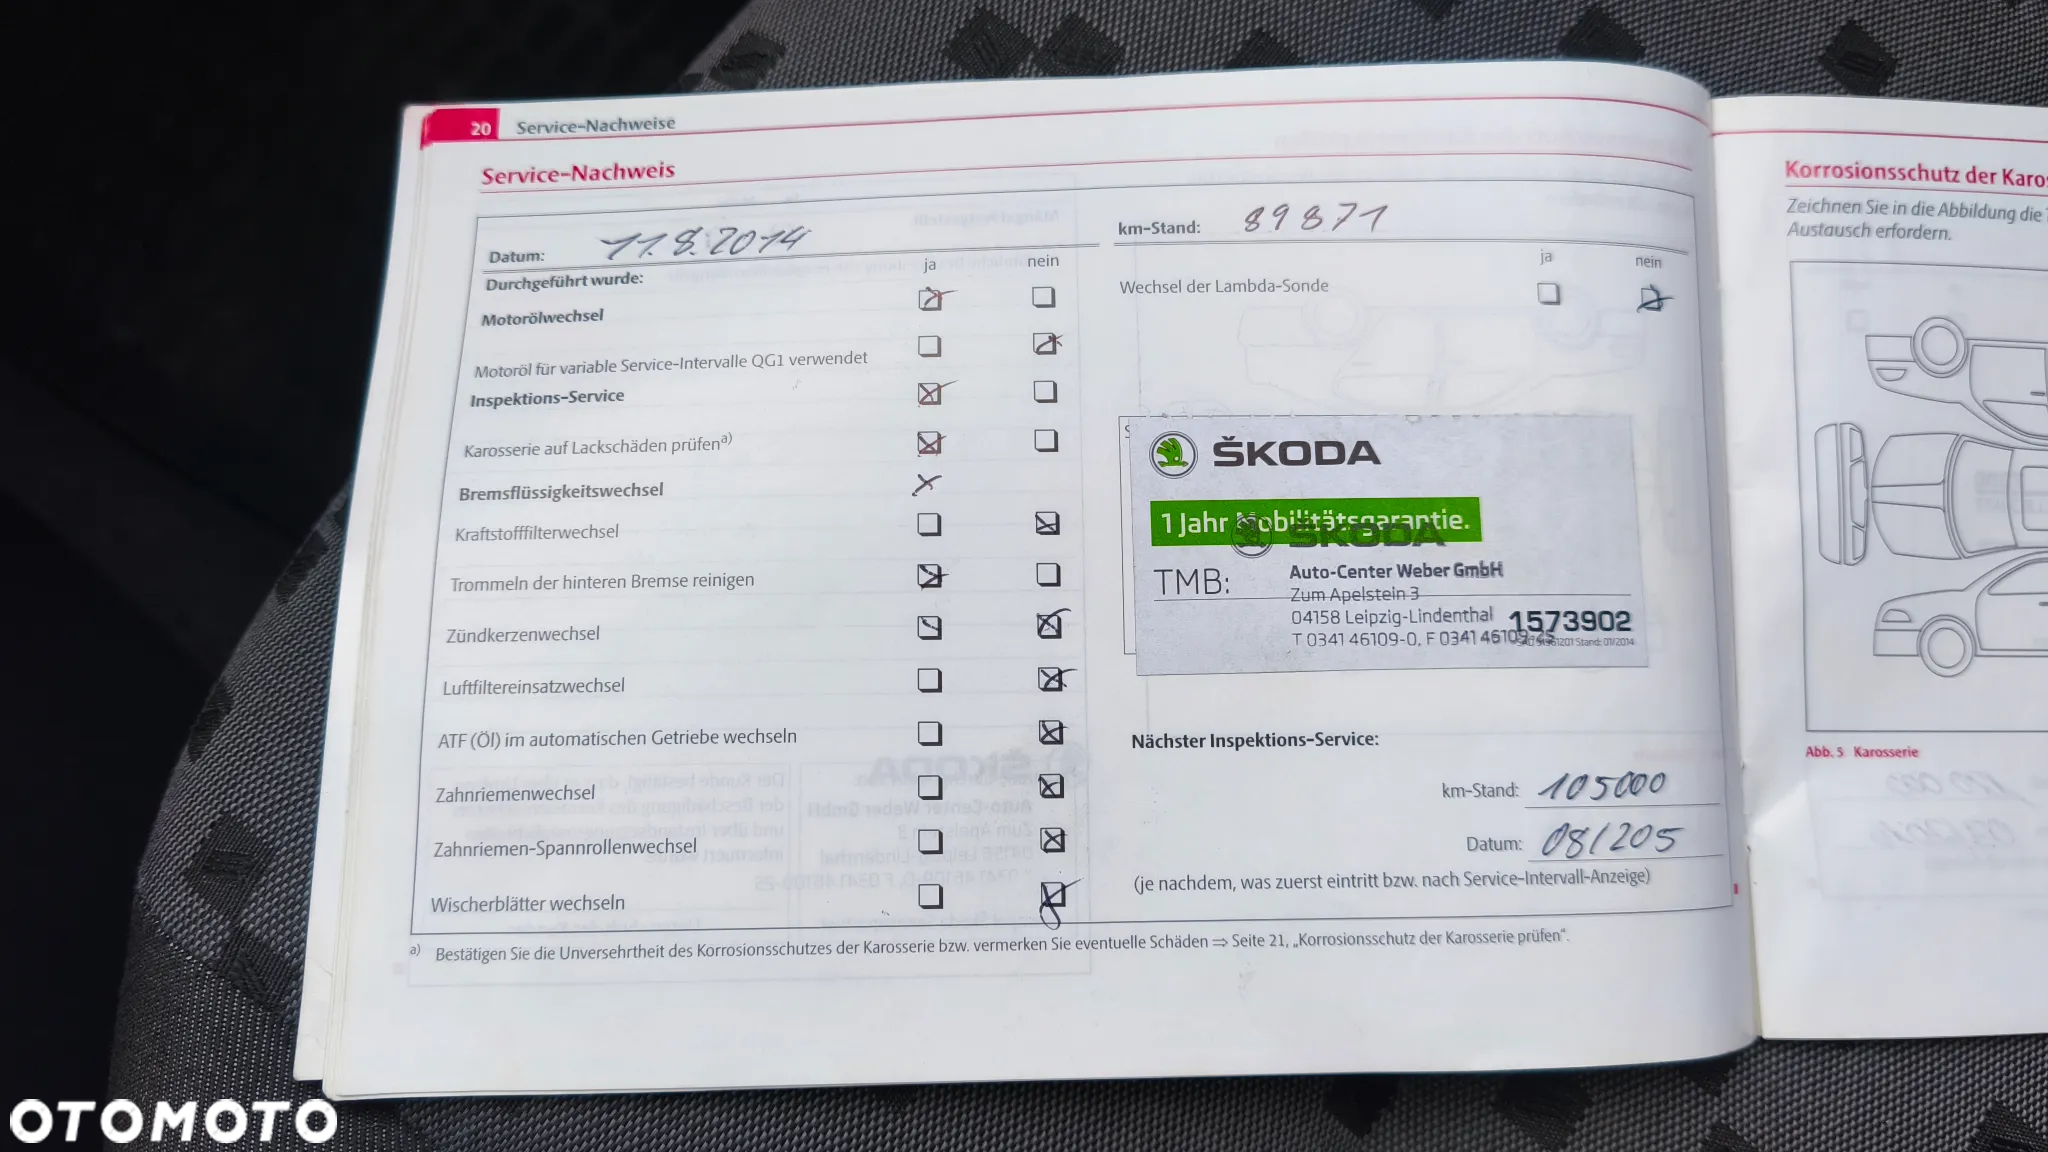 20 Service-Nachweise
Service-Nachweis
Datum: 11.8.2014
km-Stand: 89871
Durchgeführt wurde: ja nein
ja nein
Motorölwechsel
Wechsel der Lambda-Sonde
Motoröl für variable Service-Intervalle QG1 verwendet
Inspektions-Service
Karosserie auf Lackschäden prüfen a)
Bremsflüssigkeitswechsel
Kraftstofffilterwechsel
Trommeln der hinteren Bremse reinigen
Zündkerzenwechsel
Luftfiltereinsatzwechsel
ATF (Öl) im automatischen Getriebe wechseln
Zahnriemenwechsel
Zahnriemen-Spannrollenwechsel
Wischerblätter wechseln
ŠKODA
1 Jahr Mobilitätsgarantie.
ŠKODA
TMB:
Auto-Center Weber GmbH
Zum Apelstein 3
04158 Leipzig-Lindenthal
1573902
T 0341 46109-0, F 0341 46109-25
Stand: 01/2014
Nächster Inspektions-Service:
km-Stand: 105000
Datum: 08/205
(je nachdem, was zuerst eintritt bzw. nach Service-Intervall-Anzeige)
a) Bestätigen Sie die Unversehrtheit des Korrosionsschutzes der Karosserie bzw. vermerken Sie eventuelle Schäden ⇒ Seite 21, „Korrosionsschutz der Karosserie prüfen“.
Korrosionsschutz der Karos
Zeichnen Sie in die Abbildung die
Austausch erfordern.
Abb. 5 Karosserie
OTOMOTO